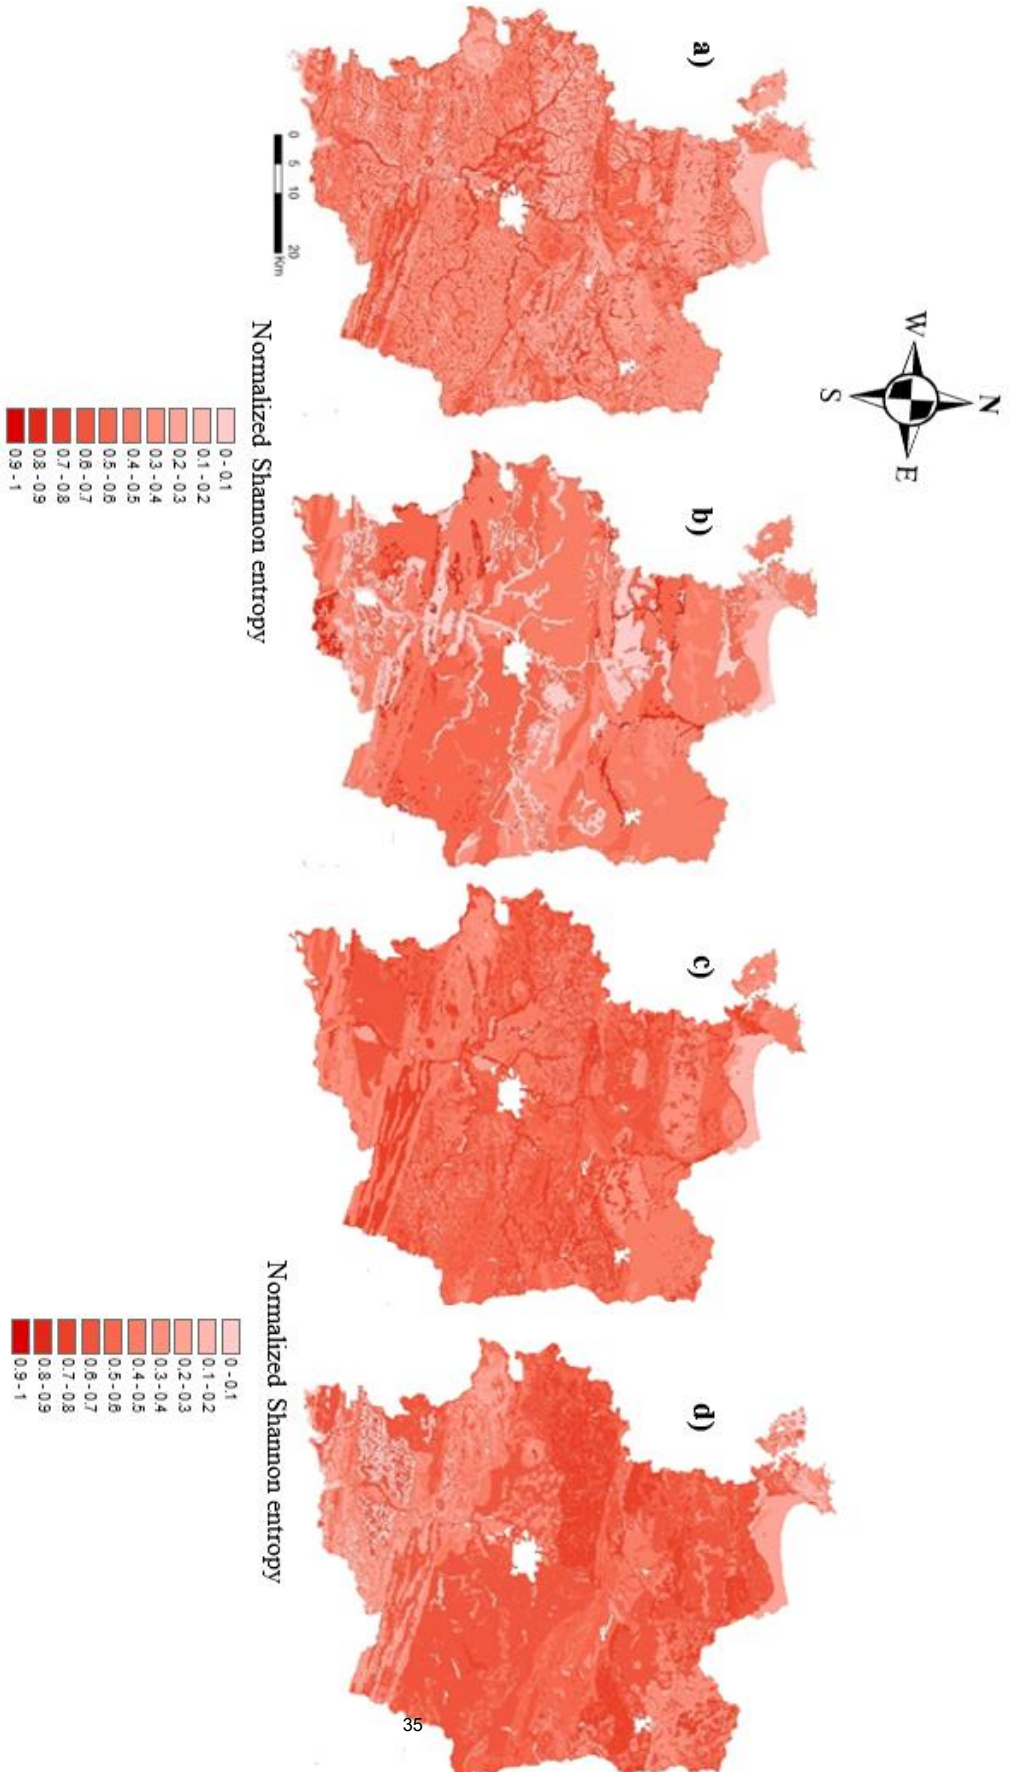 a)
b)
c)
d)
N
W
E
S
0 5 10 20
Km
Normalized Shannon entropy
0 - 0.1
0.1 - 0.2
0.2 - 0.3
0.3 - 0.4
0.4 - 0.5
0.5 - 0.6
0.6 - 0.7
0.7 - 0.8
0.8 - 0.9
0.9 - 1
Normalized Shannon entropy
0 - 0.1
0.1 - 0.2
0,2 - 0.3
0.3 - 0.4
0.4 - 0.5
0.5 - 0.6
0.6 - 0.7
0.7 - 0.8
0.8 - 0.9
0.9 - 1
35